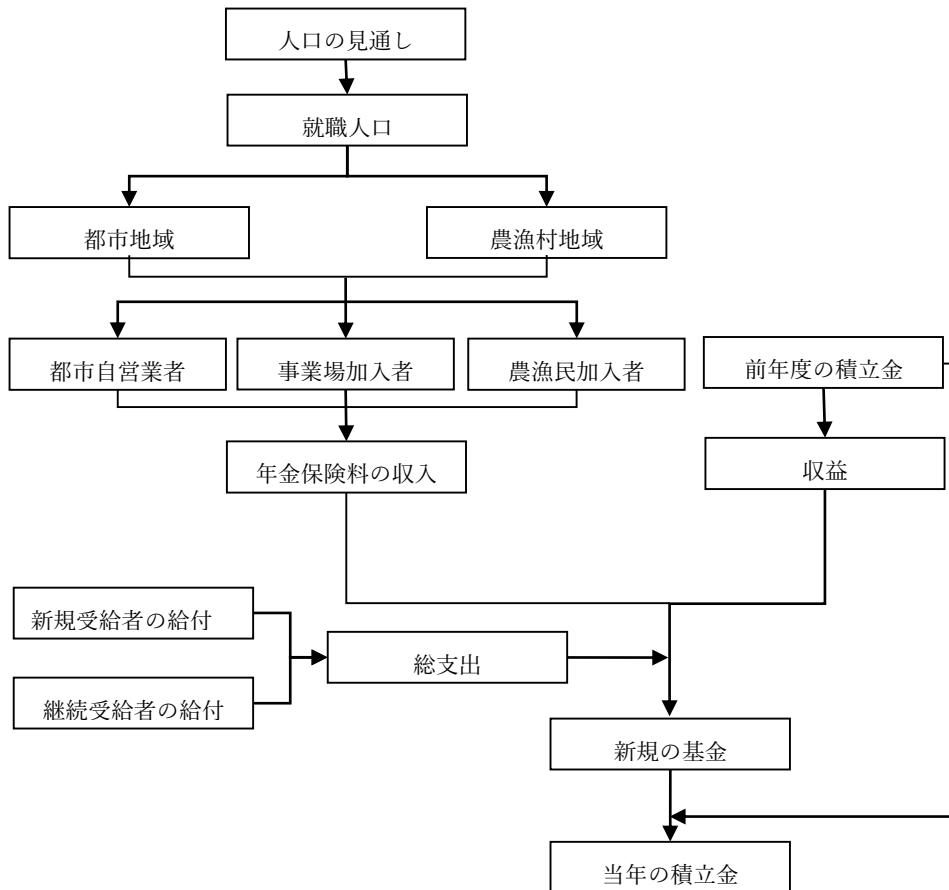 人口の見通し
就職人口
都市地域
農漁村地域
都市自営業者
事業場加入者
農漁民加入者
前年度の積立金
年金保険料の収入
収益
新規受給者の給付
総支出
継続受給者の給付
新規の基金
当年の積立金